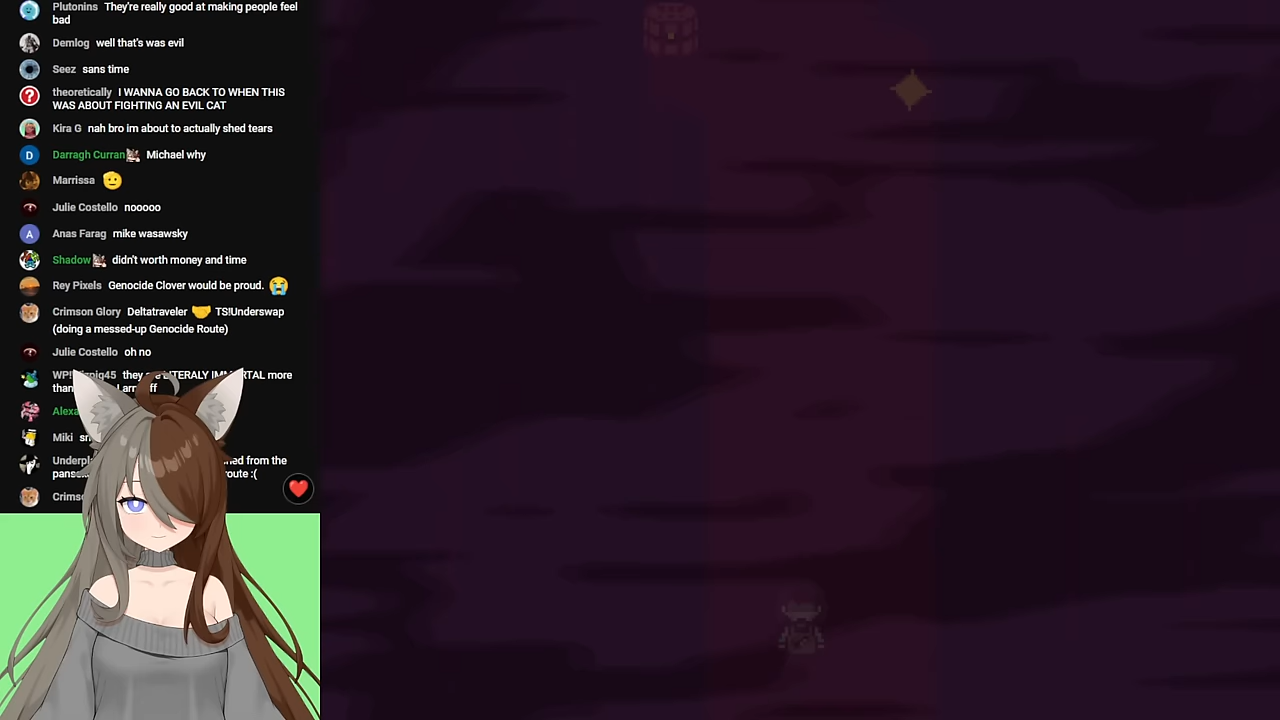 Plutonins They're really good at making people feel
bad
Demlog well that's was evil
Seez sans time
theoretically I WANNA GO BACK TO WHEN THIS
WAS ABOUT FIGHTING AN EVIL CAT
Kira G nah bro im about to actually shed tears
D Darragh Curran Michael why
Marrissa
Julie Costello nooooo
A Anas Farag mike wasawsky
Shadow didn't worth money and time
Rey Pixels Genocide Clover would be proud.
Crimson Glory Deltatraveler TS!Underswap
(doing a messed-up Genocide Route)
Julie Costello oh no
LITERALY more
Miki
from the
route :(